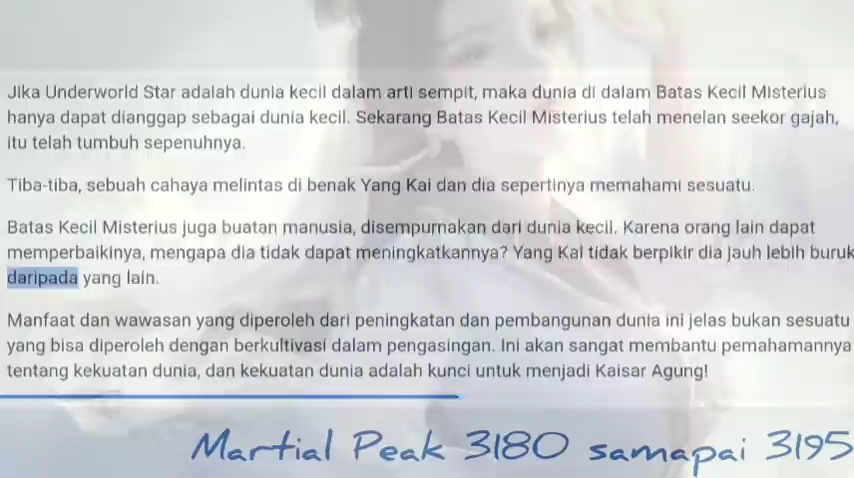 Jika Underworld Star adalah dunia kecil dalam arti sempit, maka dunia di dalam Batas Kecil Misterius
hanya dapat dianggap sebagai dunia kecil. Sekarang Batas Kecil Misterius telah menelan seekor gajah,
itu telah tumbuh sepenuhnya.
Tiba-tiba, sebuah cahaya melintas di benak Yang Kai dan dia sepertinya memahami sesuatu.
Batas Kecil Misterius juga buatan manusia, disempurnakan dari dunia kecil. Karena orang lain dapat
memperbaikinya, mengapa dia tidak dapat meningkatkannya? Yang Kai tidak berpikir dia jauh lebih buruk
daripada yang lain.
Manfaat dan wawasan yang diperoleh dari peningkatan dan pembangunan dunia ini jelas bukan sesuatu
yang bisa diperoleh dengan berkultivasi dalam pengasingan. Ini akan sangat membantu pemahamannya
tentang kekuatan dunia, dan kekuatan dunia adalah kunci untuk menjadi Kaisar Agung!
Martial Peak 3180 samapai 3195